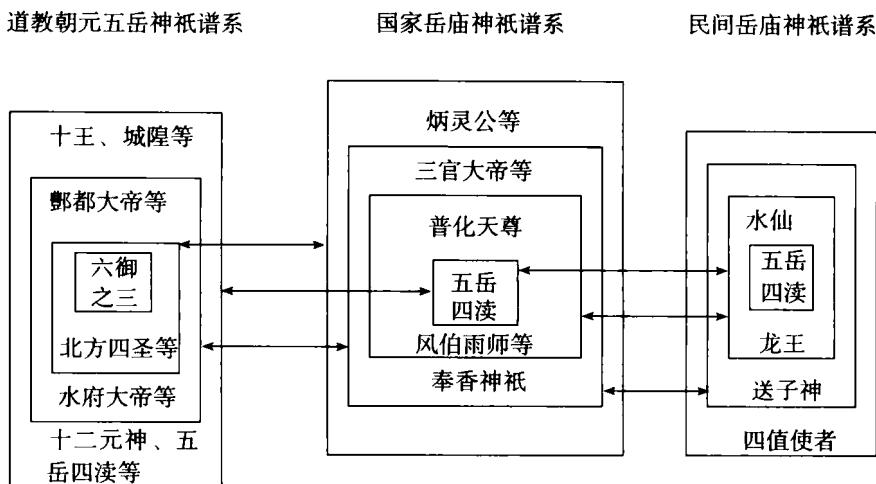 道教朝元五岳神祇谱系
国家岳庙神祇谱系
民间岳庙神祇谱系
十王、城隍等
酆都大帝等
六御
之三
北方四圣等
水府大帝等
十二元神、五
岳四渎等
炳灵公等
三官大帝等
普化天尊
五岳
四渎
风伯雨师等
奉香神祇
水仙
五岳
四渎
龙王
送子神
四值使者